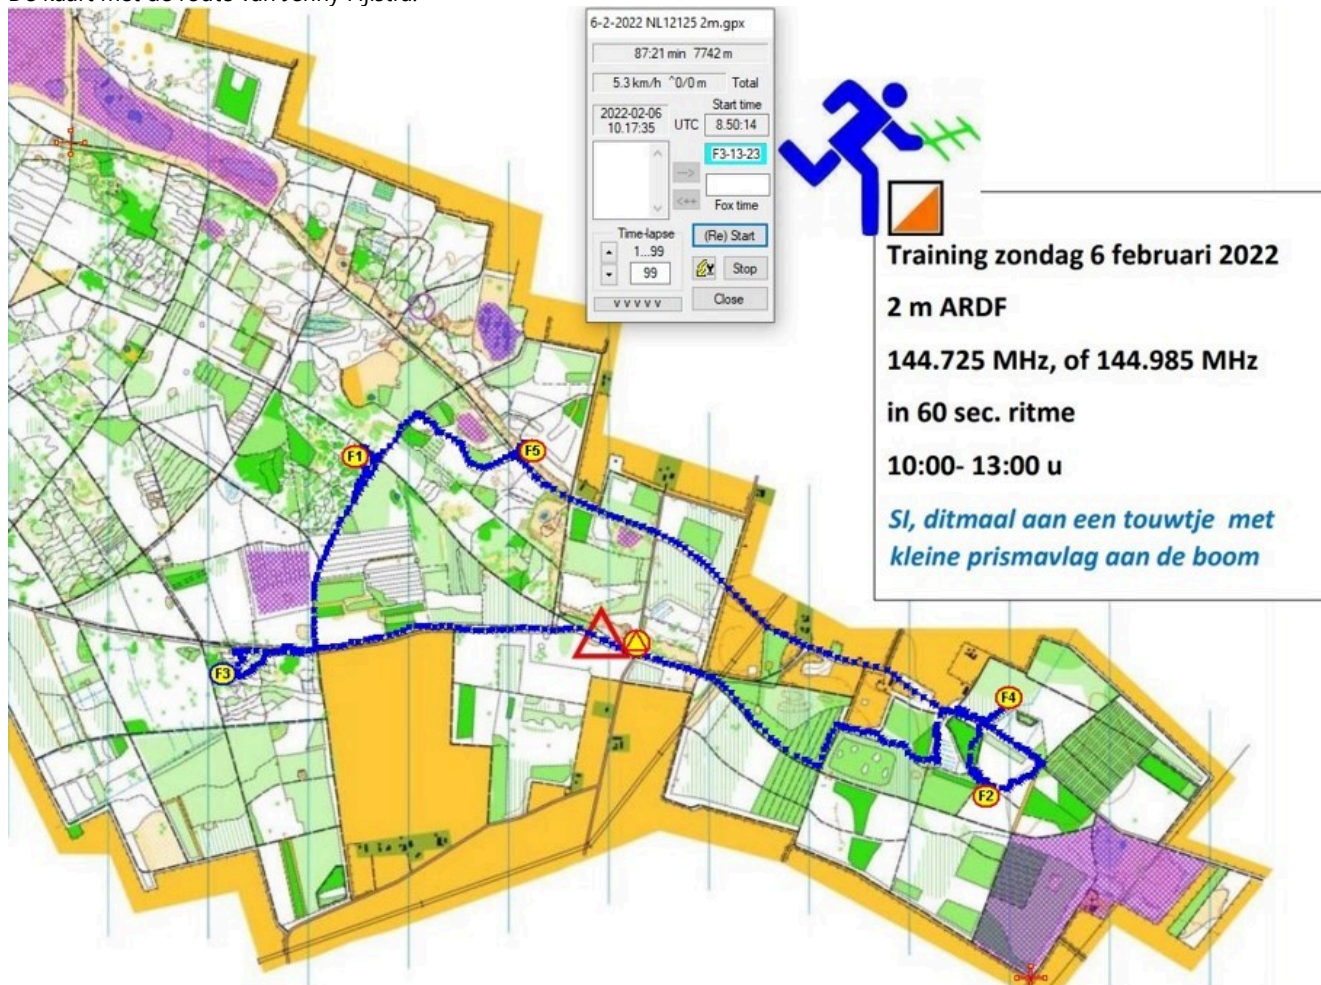 De kaart met de route van Jenny
6-2-2022 NL12125 2m.gpx
87:21 min 7742 m
5.3 km/h ^0/0 m Total
Start time
2022-02-06
10.17:35
UTC
8.50:14
F3-13-23
-->
<++
Fox time
Time-lapse
1...99
99
(Re) Start
Stop
v v v v v
Close
Training zondag 6 februari 2022
2 m ARDF
144.725 MHz, of 144.985 MHz
in 60 sec. ritme
10:00- 13:00 u
SI, ditmaal aan een touwtje met
kleine prismavlag aan de boom
F1
F5
F3
F4
F2